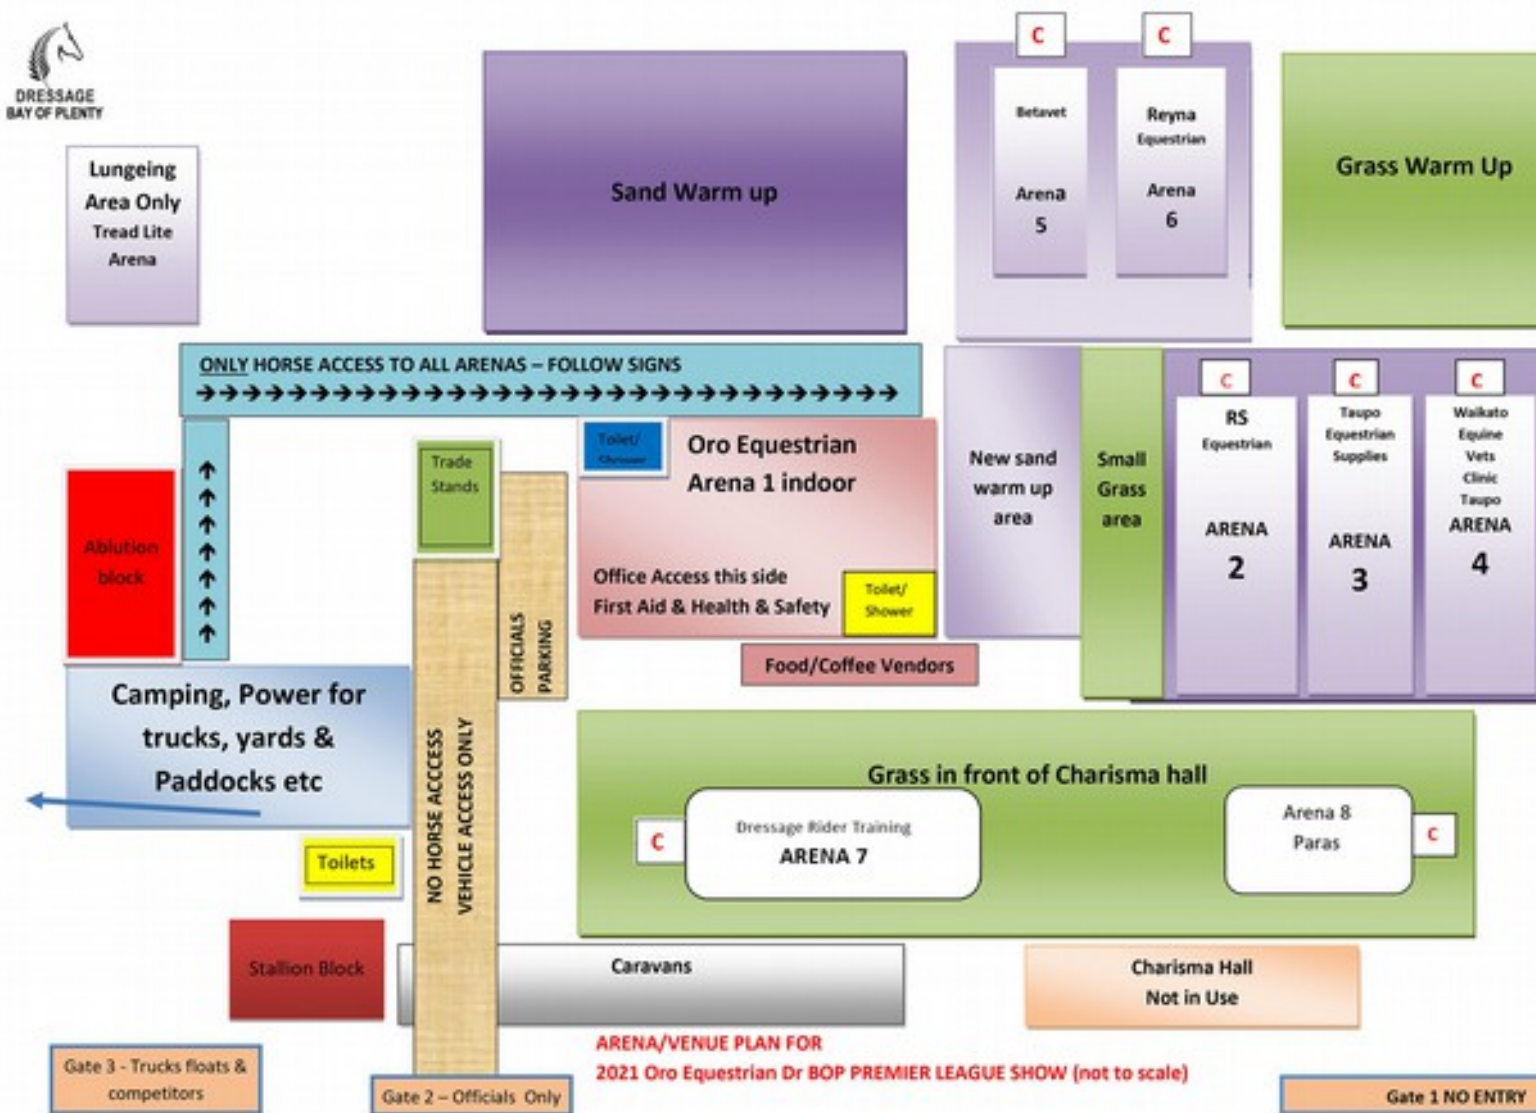 DRESSAGE
BAY OF PLENTY
Lungeing
Area Only
Tread Lite
Arena
Sand Warm up
C
Betavet
Arena
5
C
Reyna
Equestrian
Arena
6
Grass Warm Up
ONLY HORSE ACCESS TO ALL ARENAS – FOLLOW SIGNS
Ablution
block
Trade
Stands
OFFICIALS
PARKING
Toilet/
Oro Equestrian
Arena 1 indoor
Office Access this side
First Aid & Health & Safety
Toilet/
Shower
Food/Coffee Vendors
New sand
warm up
area
Small
Grass
area
C
RS
Equestrian
ARENA
2
C
Taupo
Equestrian
Supplies
ARENA
3
C
Waikato
Equine
Vets
Clinic
Taupo
ARENA
4
Camping, Power for
trucks, yards &
Paddocks etc
NO HORSE ACCCESS
VEHICLE ACCESS ONLY
Toilets
Grass in front of Charisma hall
C
Dressage Rider Training
ARENA 7
Arena 8
Paras
C
Stallion Block
Caravans
Charisma Hall
Not in Use
ARENA/VENUE PLAN FOR
2021 Oro Equestrian Dr BOP PREMIER LEAGUE SHOW (not to scale)
Gate 3 - Trucks floats &
competitors
Gate 2 – Officials Only
Gate 1 NO ENTRY